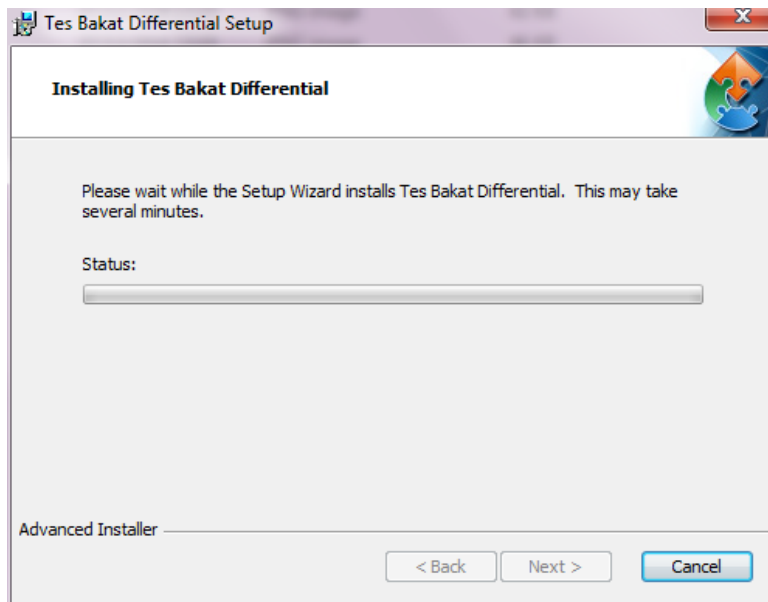 Tes Bakat Differential Setup
Installing Tes Bakat Differential
Please wait while the Setup Wizard installs Tes Bakat Differential. This may take
several minutes.
Status:
Advanced Installer
< Back
Next >
Cancel